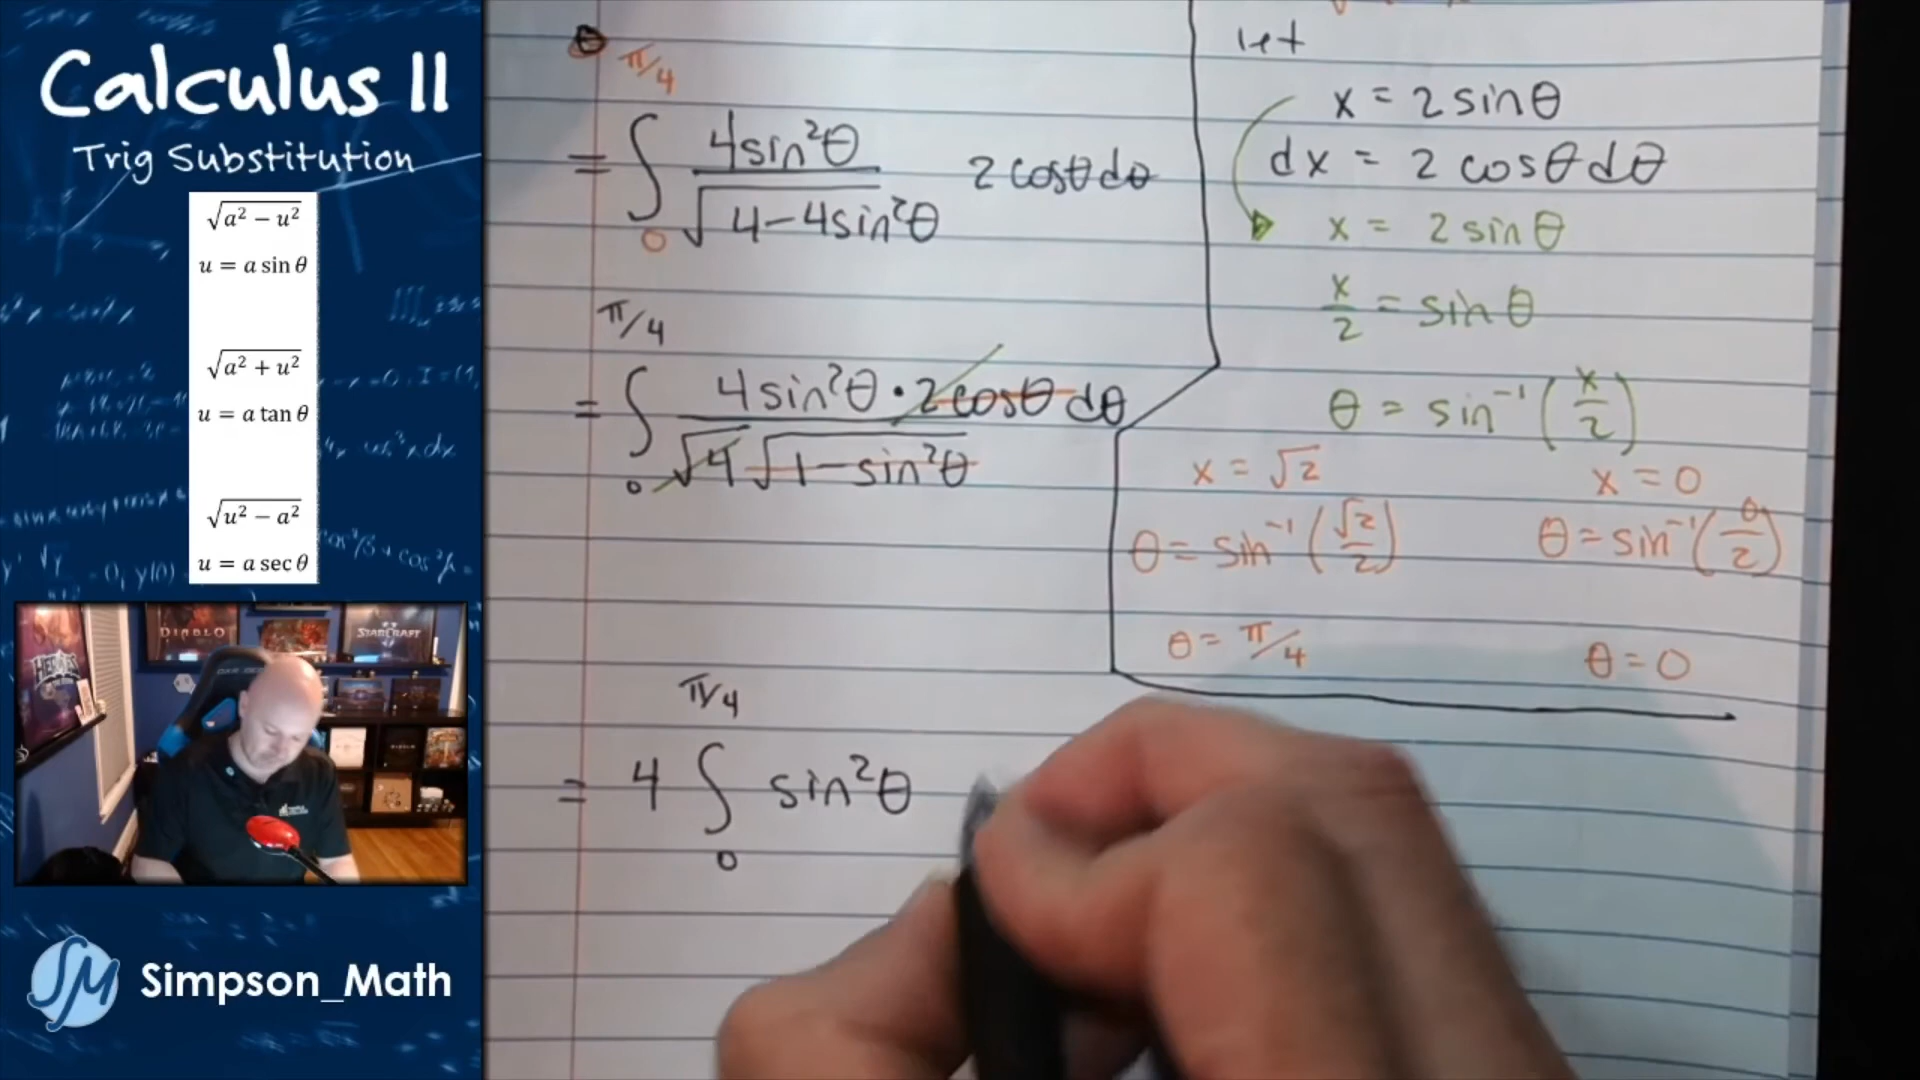 Calculus II
Trig Substitution
√(a² − u²)
u = a sin θ
√(a² + u²)
u = a tan θ
√(u² − a²)
u = a sec θ
DIABLO
STARCRAFT
Simpson_Math
θ
π/4
= ∫ 4sin²θ / √(4−4sin²θ) 2cosθdθ
0
π/4
= ∫ 4sin²θ • 2cosθ dθ / √4 √(1−sin²θ)
0
π/4
= 4 ∫ sin²θ
0
let
x = 2sinθ
dx = 2cosθdθ
x = 2sinθ
x/2 = sinθ
θ = sin⁻¹(x/2)
x = √2 x = 0
θ = sin⁻¹(√2/2) θ = sin⁻¹(0/2)
θ = π/4 θ = 0